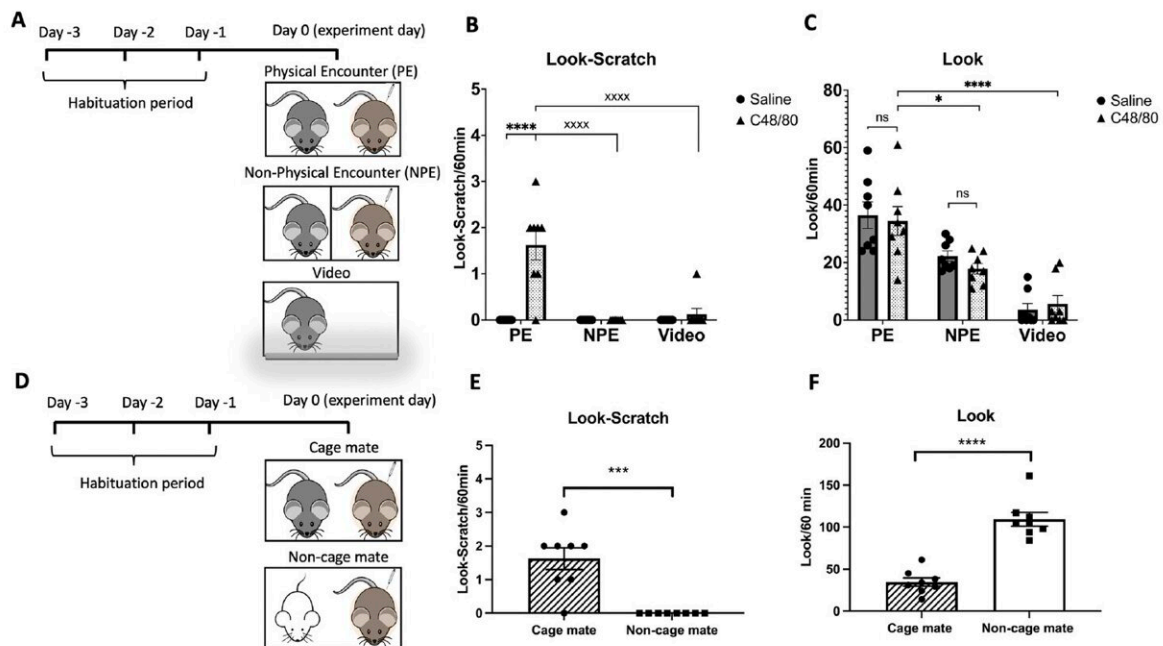 A
Day -3 Day -2 Day -1 Day 0 (experiment day)
Habituation period
Physical Encounter (PE)
Non-Physical Encounter (NPE)
Video
B
Look-Scratch
Saline
C48/80
Look-Scratch/60min
5
4
3
2
1
0
xxxx
**** xxxx
PE NPE Video
C
Look
Saline
C48/80
Look/60min
80
60
40
20
0
****
*
ns
ns
PE NPE Video
D
Day -3 Day -2 Day -1 Day 0 (experiment day)
Habituation period
Cage mate
Non-cage mate
E
Look-Scratch
Look-Scratch/60min
5
4
3
2
1
0
***
Cage mate Non-cage mate
F
Look
Look/60 min
200
150
100
50
0
****
Cage mate Non-cage mate